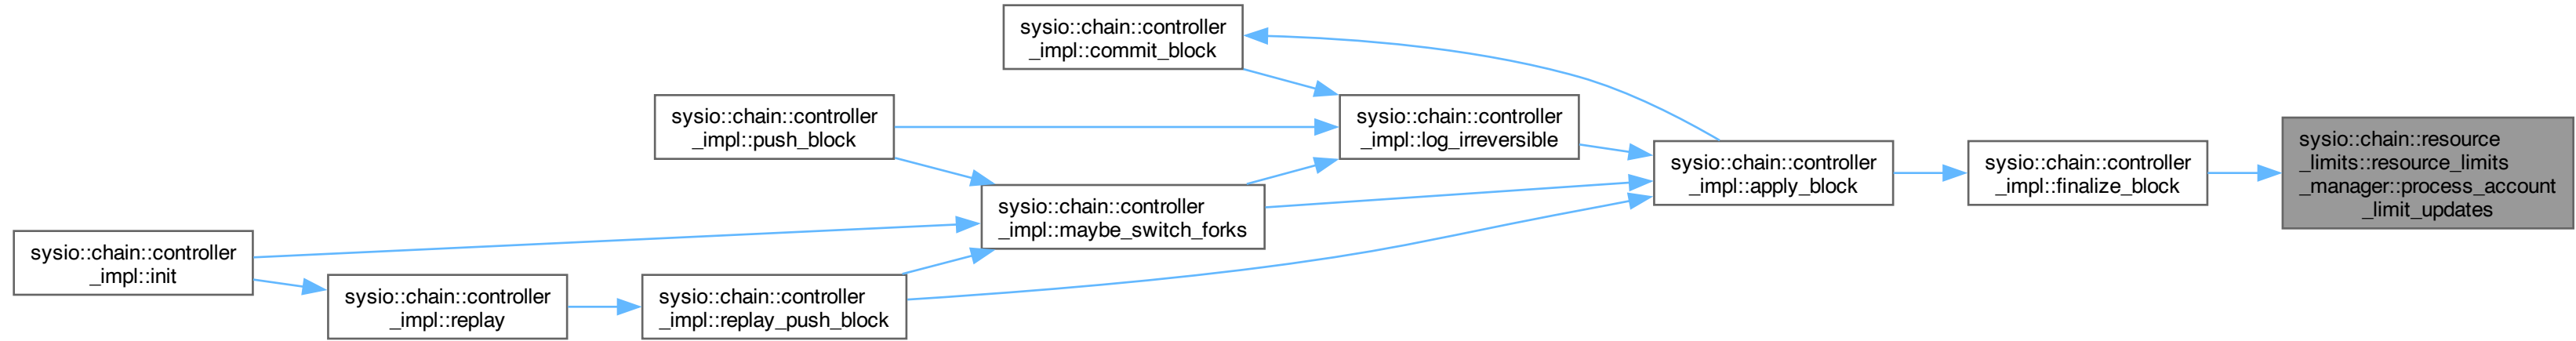 sysio::chain::controller
_impl::commit_block
sysio::chain::controller
_impl::push_block
sysio::chain::controller
_impl::log_irreversible
sysio::chain::controller
_impl::apply_block
sysio::chain::controller
_impl::finalize_block
sysio::chain::resource
_limits::resource_limits
_manager::process_account
_limit_updates
sysio::chain::controller
_impl::maybe_switch_forks
sysio::chain::controller
_impl::init
sysio::chain::controller
_impl::replay
sysio::chain::controller
_impl::replay_push_block